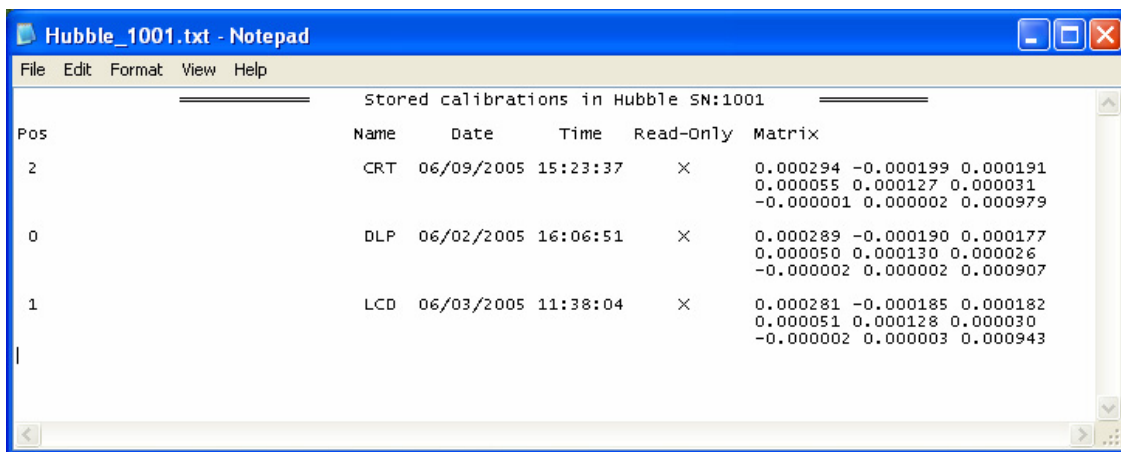 Hubble_1001.txt - Notepad
File Edit Format View Help
Stored calibrations in Hubble SN:1001
Pos Name Date Time Read-Only Matrix
2 CRT 06/09/2005 15:23:37 X 0.000294 -0.000199 0.000191
0.000055 0.000127 0.000031
-0.000001 0.000002 0.000979
0 DLP 06/02/2005 16:06:51 X 0.000289 -0.000190 0.000177
0.000050 0.000130 0.000026
-0.000002 0.000002 0.000907
1 LCD 06/03/2005 11:38:04 X 0.000281 -0.000185 0.000182
0.000051 0.000128 0.000030
-0.000002 0.000003 0.000943